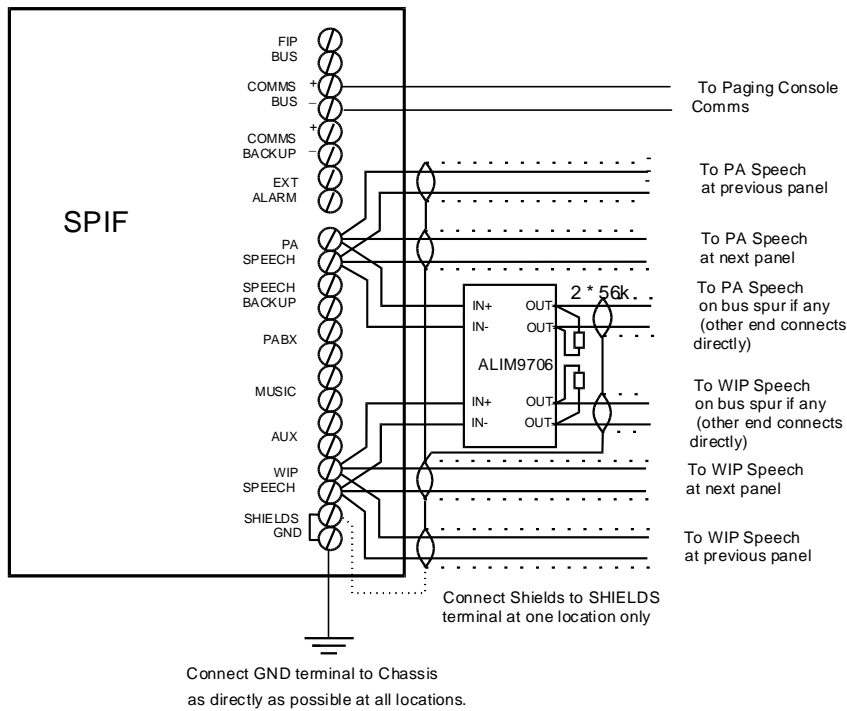 SPIF
FIP
BUS
COMMS +
BUS –
COMMS +
BACKUP –
EXT
ALARM
PA
SPEECH
SPEECH
BACKUP
PABX
MUSIC
AUX
WIP
SPEECH
SHIELDS
GND
IN+ OUT
IN- OUT
ALIM9706
IN+ OUT
IN- OUT
2 * 56k
To Paging Console
Comms
To PA Speech
at previous panel
To PA Speech
at next panel
To PA Speech
on bus spur if any
(other end connects
directly)
To WIP Speech
on bus spur if any
(other end connects
directly)
To WIP Speech
at next panel
To WIP Speech
at previous panel
Connect Shields to SHIELDS
terminal at one location only
Connect GND terminal to Chassis
as directly as possible at all locations.